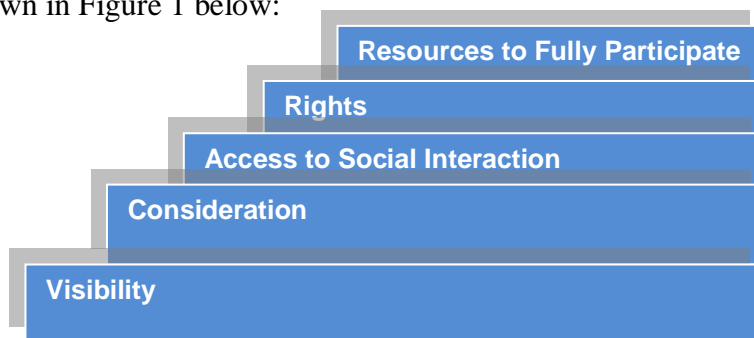 wn in Figure 1 below:
Resources to Fully Participate
Rights
Access to Social Interaction
Consideration
Visibility